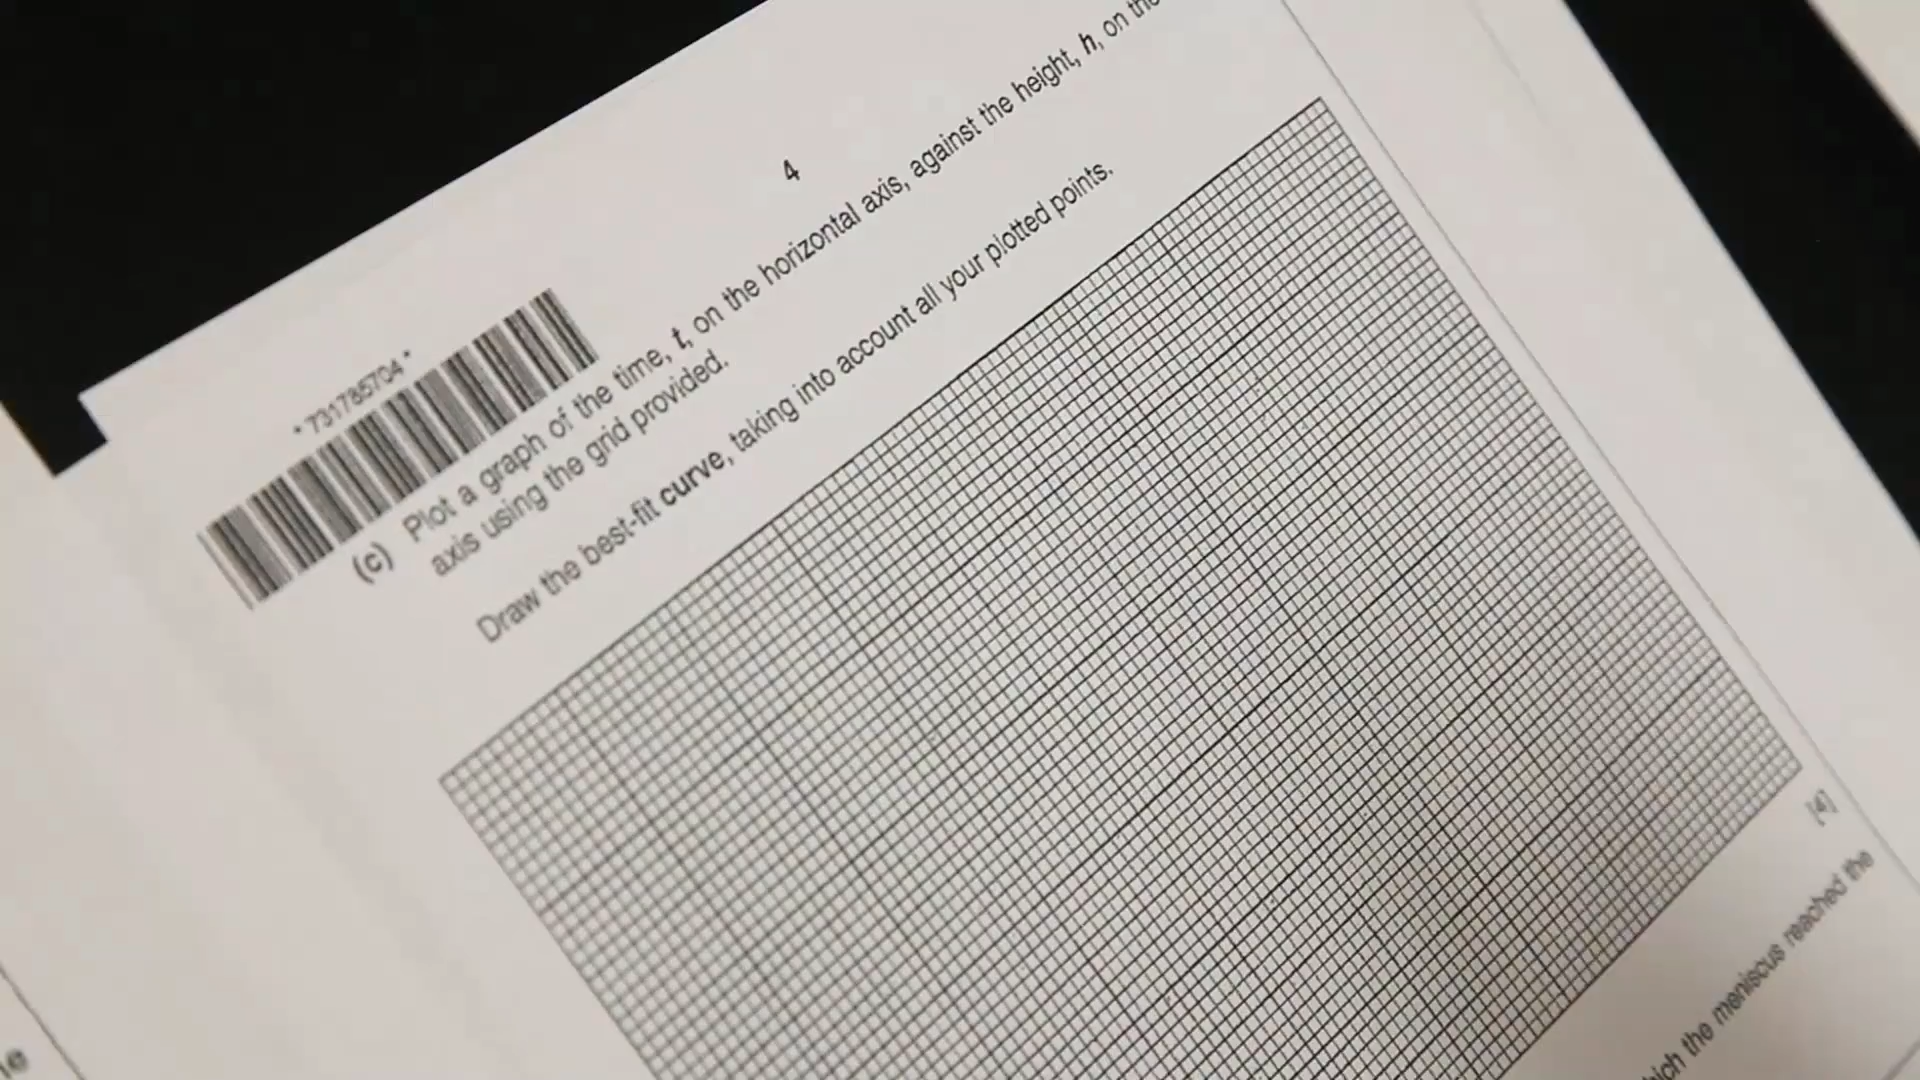 4
* 731785704 *
(c) Plot a graph of the time, t, on the horizontal axis, against the height, h, on the
axis using the grid provided.
Draw the best-fit curve, taking into account all your plotted points.
[4]
which the meniscus reached the